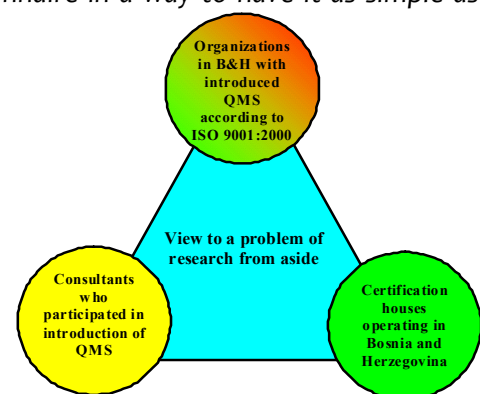 nnaire in a way to have it as simple as
Organizations
in B&H with
introduced
QMS
according to
ISO 9001:2000
View to a problem of
research from aside
Consultants
who
participated in
introduction of
QMS
Certification
houses
operating in
Bosnia and
Herzegovina